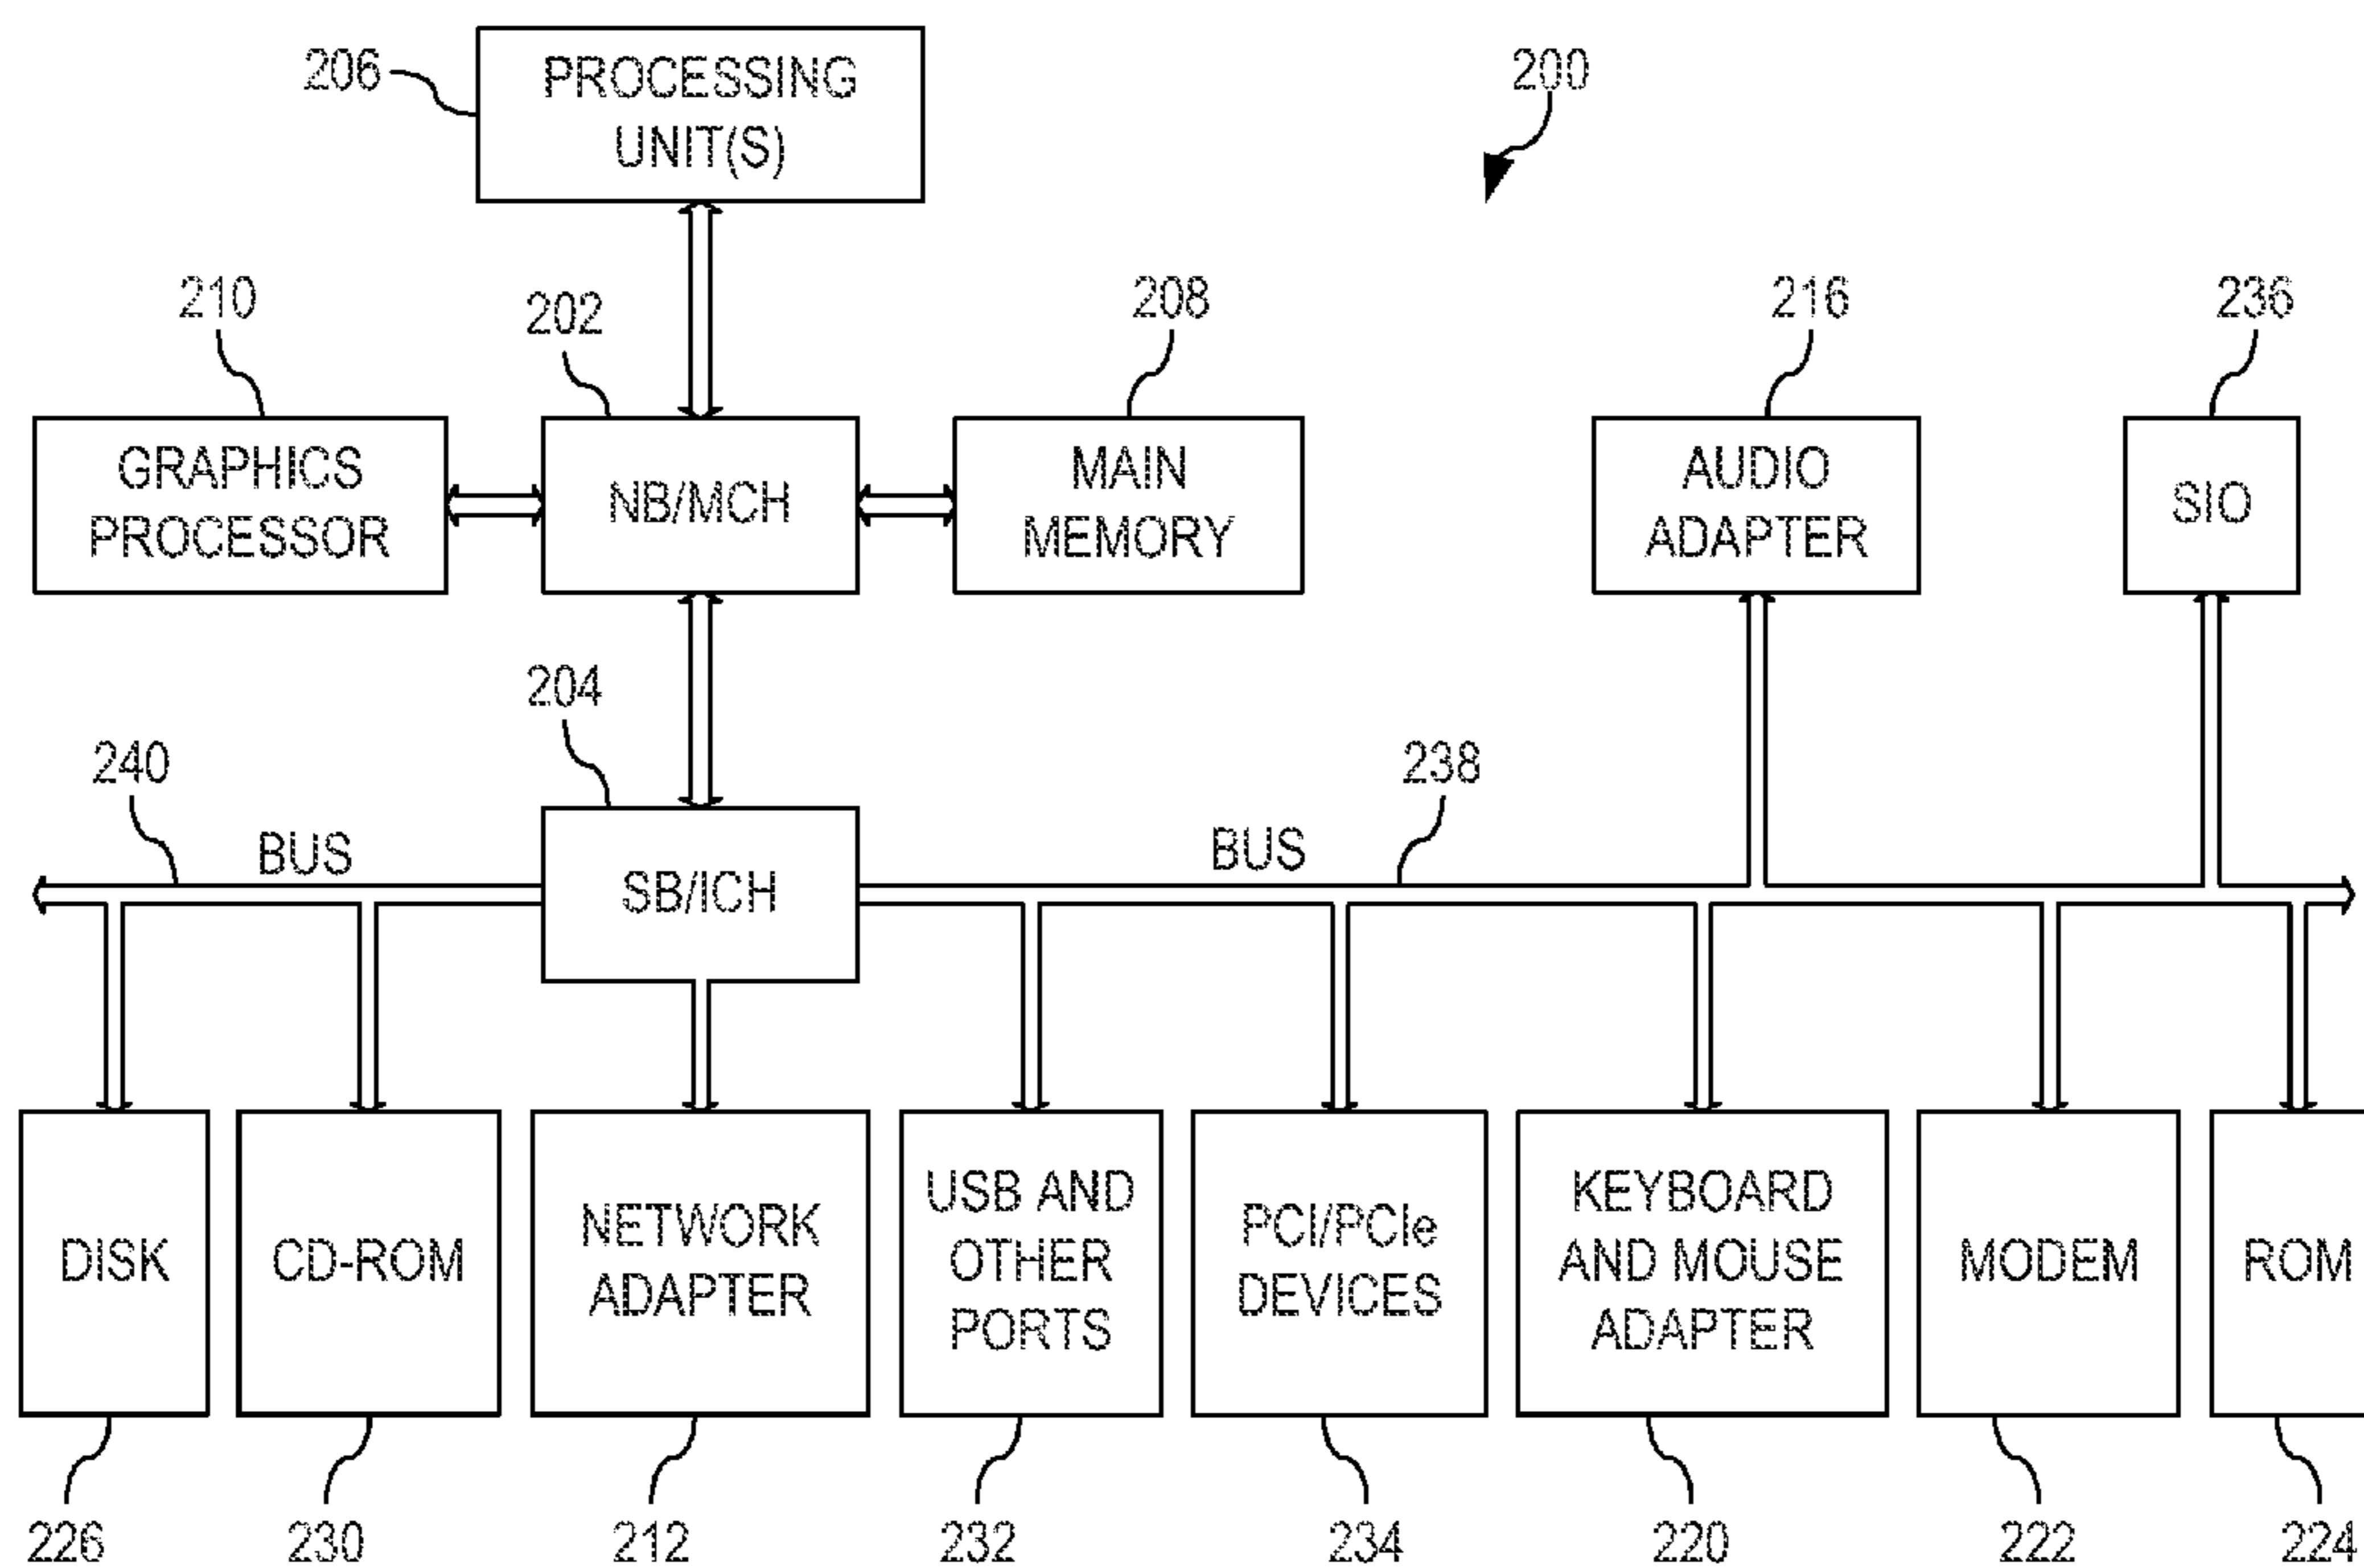 206
PROCESSING
UNIT(S)
200
210
202
208
216
236
GRAPHICS
PROCESSOR
NB/MCH
MAIN
MEMORY
AUDIO
ADAPTER
SIO
204
240
238
BUS
SB/ICH
BUS
DISK
CD-ROM
NETWORK
ADAPTER
USB AND
OTHER
PORTS
PCI/PCIe
DEVICES
KEYBOARD
AND MOUSE
ADAPTER
MODEM
ROM
226
230
212
232
234
220
222
224